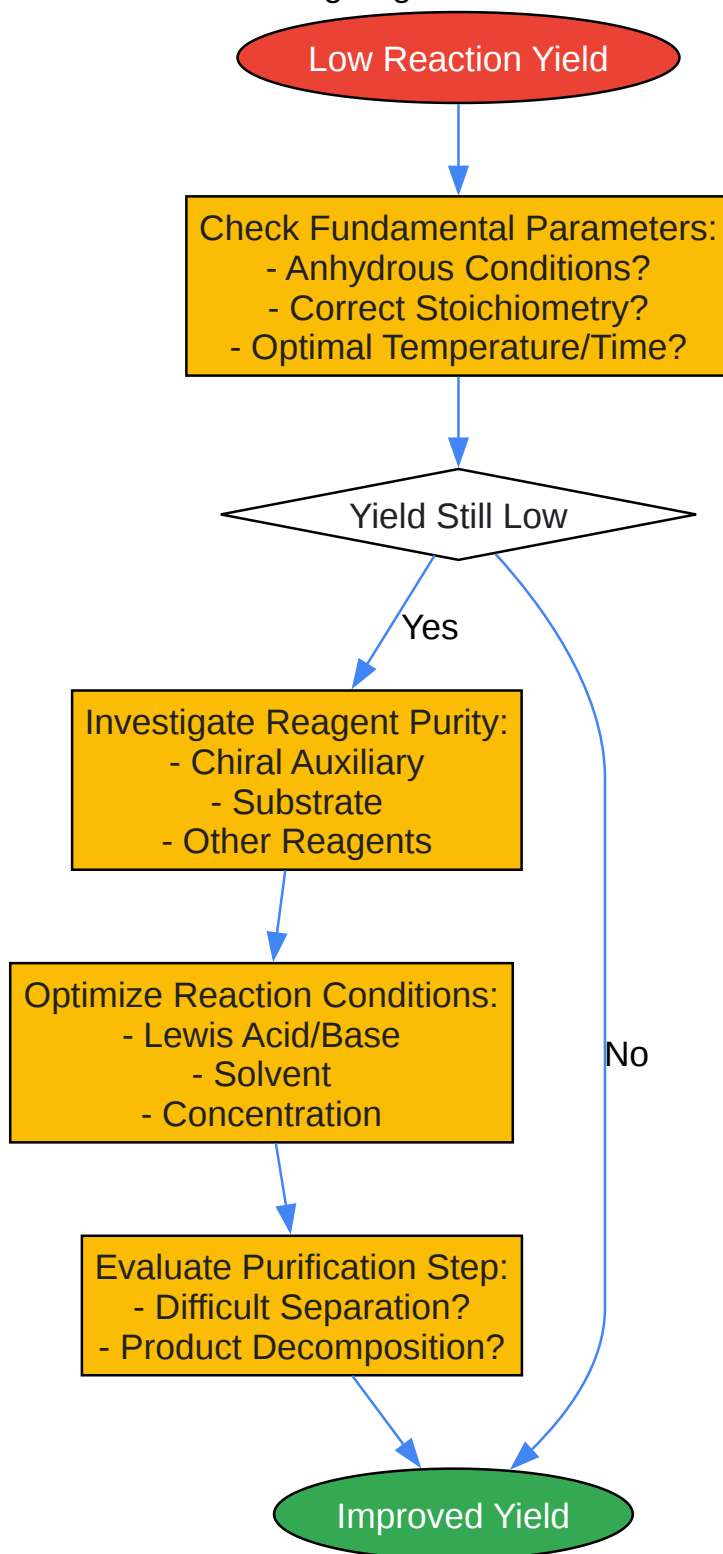 Low Reaction Yield
Check Fundamental Parameters:
- Anhydrous Conditions?
- Correct Stoichiometry?
- Optimal Temperature/Time?
Yield Still Low
Yes
Investigate Reagent Purity:
- Chiral Auxiliary
- Substrate
- Other Reagents
Optimize Reaction Conditions:
- Lewis Acid/Base
- Solvent
- Concentration
No
Evaluate Purification Step:
- Difficult Separation?
- Product Decomposition?
Improved Yield